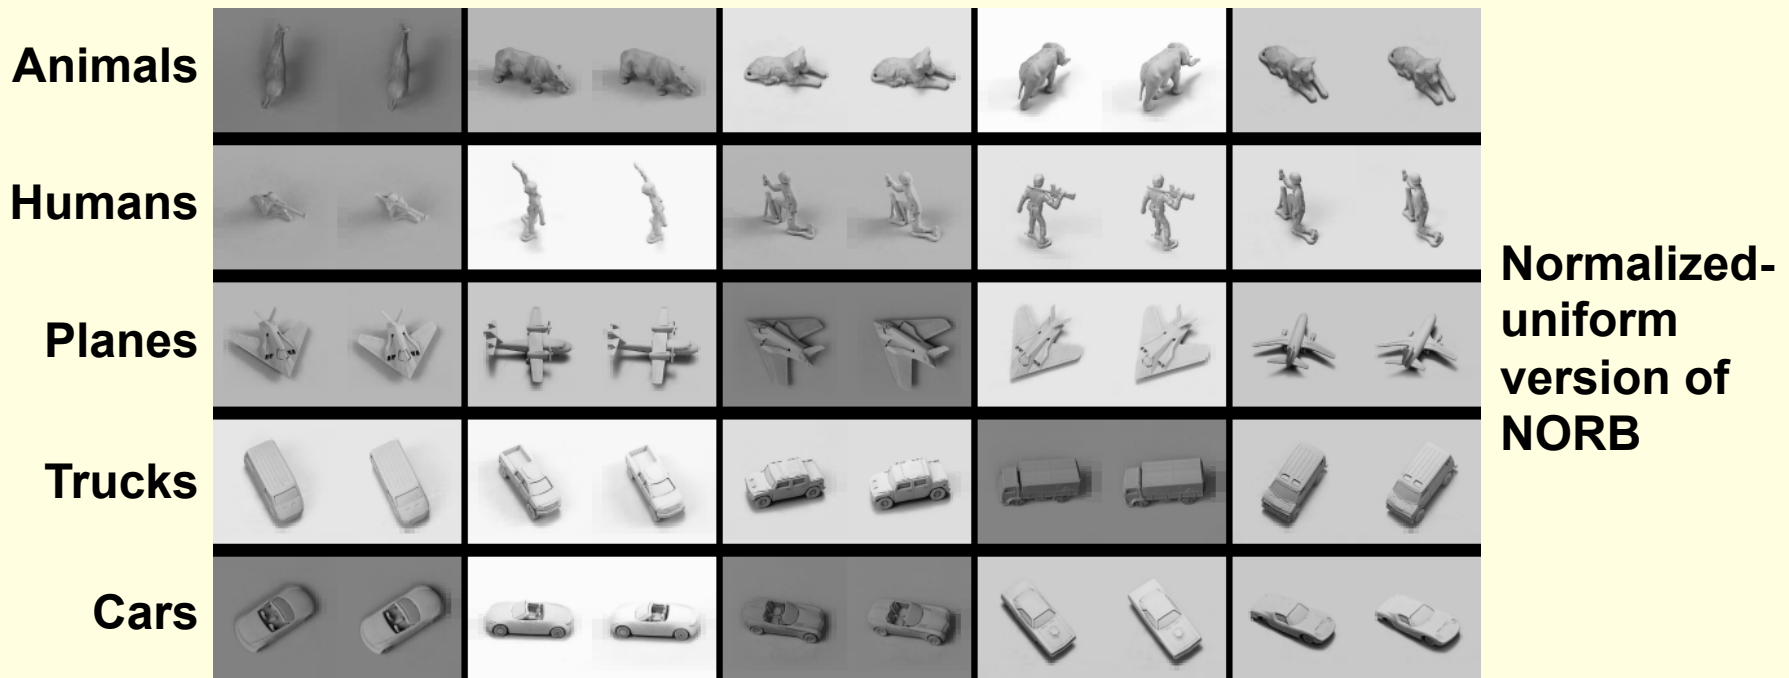 Animals
Humans
Planes
Trucks
Cars
Normalized-
uniform
version of
NORB